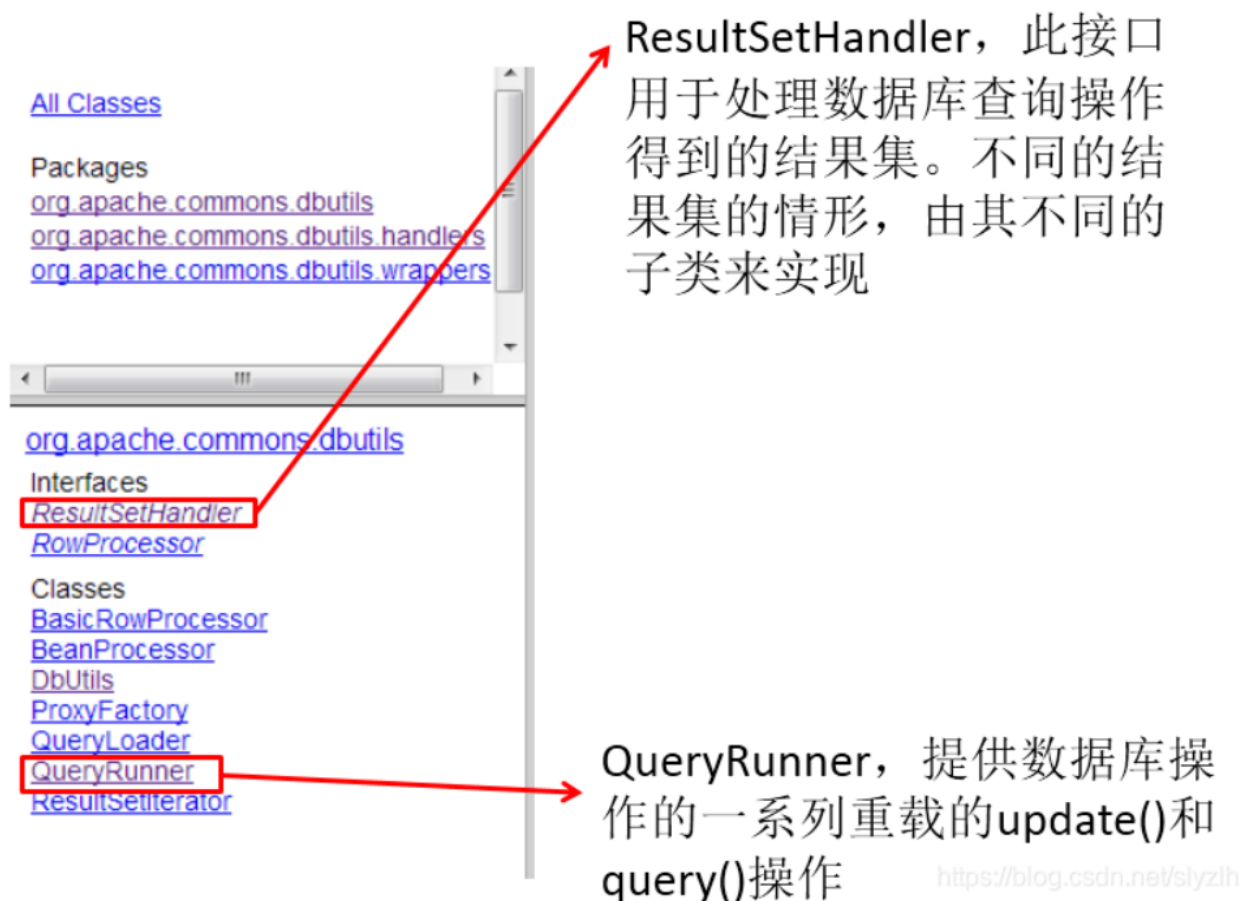 All Classes
Packages
org.apache.commons.dbutils
org.apache.commons.dbutils.handlers
org.apache.commons.dbutils.wrappers
org.apache.commons.dbutils
Interfaces
ResultSetHandler
RowProcessor
Classes
BasicRowProcessor
BeanProcessor
DbUtils
ProxyFactory
QueryLoader
QueryRunner
ResultSetIterator
ResultSetHandler，此接口
用于处理数据库查询操作
得到的结果集。不同的结
果集的情形，由其不同的
子类来实现
QueryRunner，提供数据库操
作的一系列重载的update()和
query()操作
https://blog.csdn.net/slyzlh